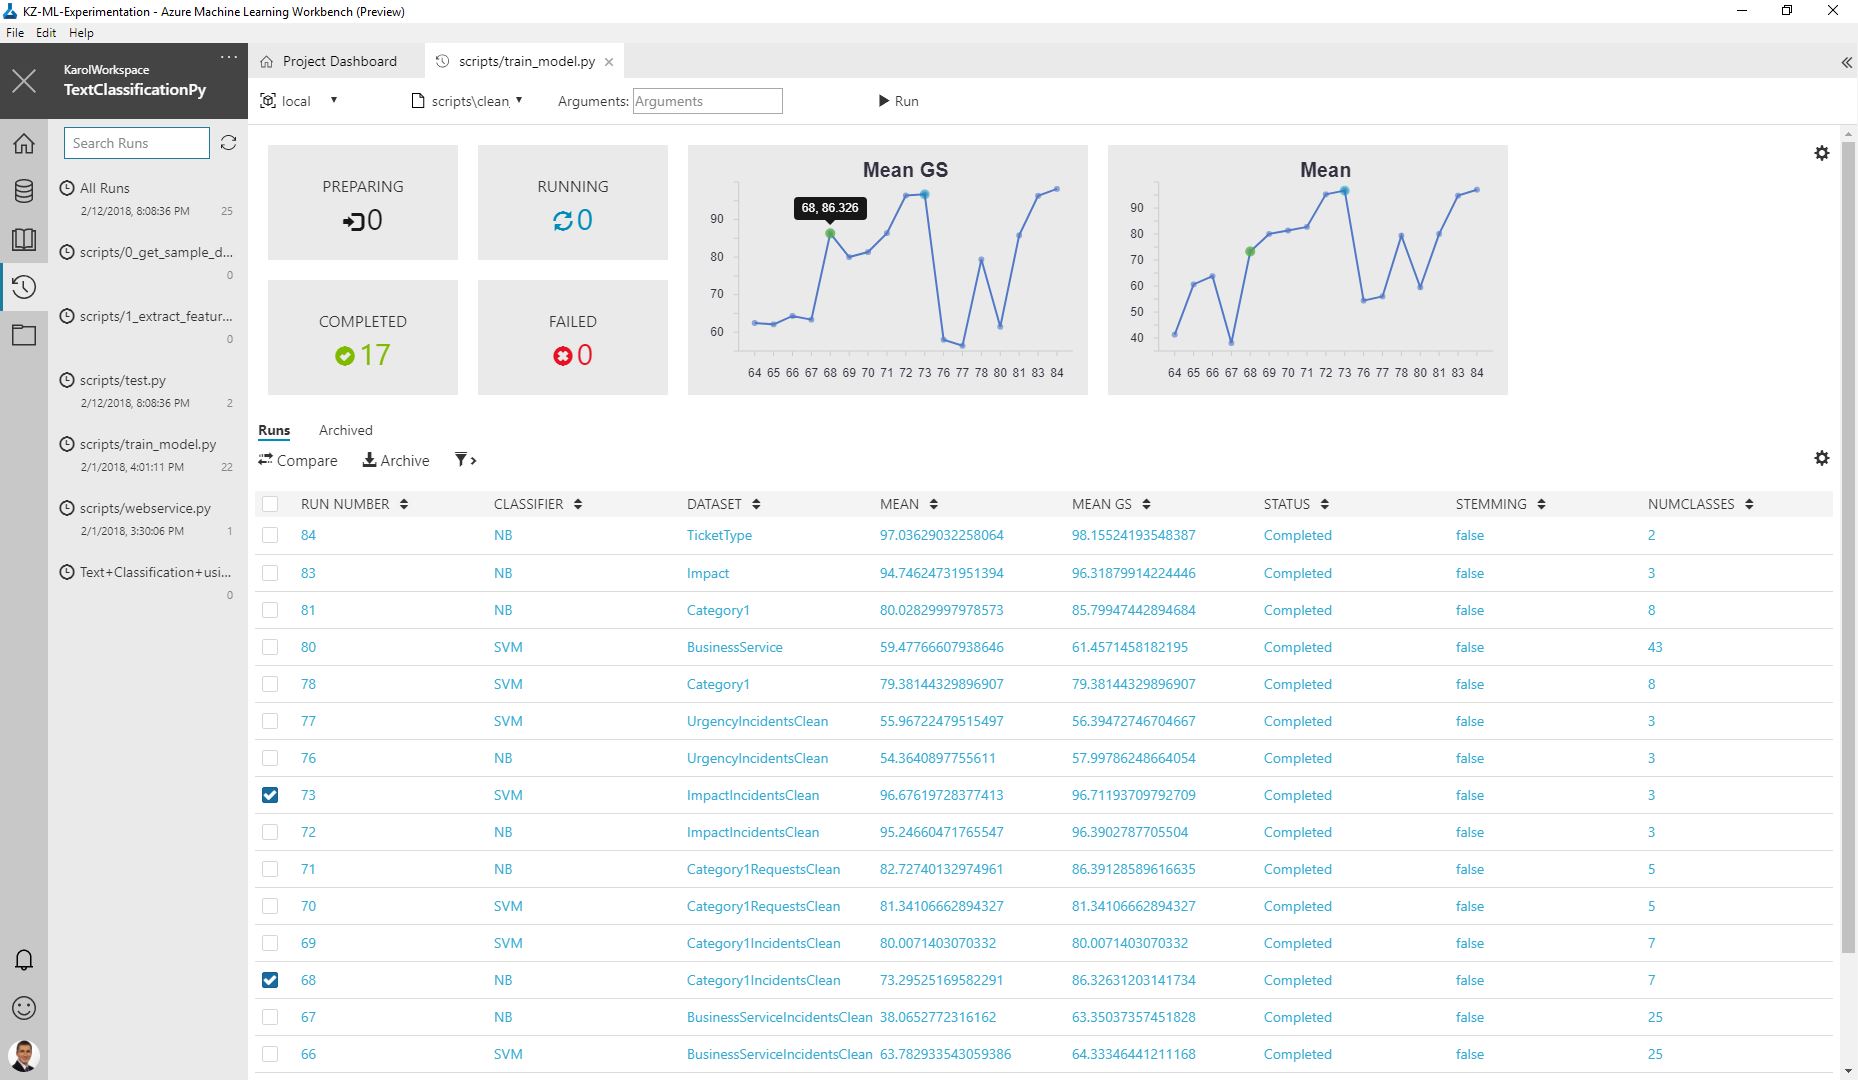 KZ-ML-Experimentation - Azure Machine Learning Workbench (Preview)
File Edit Help
KarolWorkspace
TextClassificationPy
Search Runs
All Runs
2/12/2018, 8:08:36 PM 25
scripts/0_get_sample_d...
0
scripts/1_extract_featur...
0
scripts/test.py
2/12/2018, 8:08:36 PM 2
scripts/train_model.py
2/1/2018, 4:01:11 PM 22
scripts/webservice.py
2/1/2018, 3:30:06 PM 1
Text+Classification+usi...
0
Project Dashboard scripts/train_model.py
local scripts\clean_ Arguments: Arguments Run
PREPARING
0
RUNNING
0
COMPLETED
17
FAILED
0
Mean GS
68, 86.326
90
80
70
60
64 65 66 67 68 69 70 71 72 73 76 77 78 80 81 83 84
Mean
90
80
70
60
50
40
64 65 66 67 68 69 70 71 72 73 76 77 78 80 81 83 84
Runs Archived
Compare Archive
RUN NUMBER CLASSIFIER DATASET MEAN MEAN GS STATUS STEMMING NUMCLASSES
84 NB TicketType 97.03629032258064 98.15524193548387 Completed false 2
83 NB Impact 94.74624731951394 96.31879914224446 Completed false 3
81 NB Category1 80.02829997978573 85.79947442894684 Completed false 8
80 SVM BusinessService 59.47766607938646 61.4571458182195 Completed false 43
78 SVM Category1 79.38144329896907 79.38144329896907 Completed false 8
77 SVM UrgencyIncidentsClean 55.96722479515497 56.39472746704667 Completed false 3
76 NB UrgencyIncidentsClean 54.3640897755611 57.99786248664054 Completed false 3
73 SVM ImpactIncidentsClean 96.67619728377413 96.71193709792709 Completed false 3
72 NB ImpactIncidentsClean 95.24660471765547 96.3902787705504 Completed false 3
71 NB Category1RequestsClean 82.72740132974961 86.39128589616635 Completed false 5
70 SVM Category1RequestsClean 81.34106662894327 81.34106662894327 Completed false 5
69 SVM Category1IncidentsClean 80.0071403070332 80.0071403070332 Completed false 7
68 NB Category1IncidentsClean 73.29525169582291 86.32631203141734 Completed false 7
67 NB BusinessServiceIncidentsClean 38.0652772316162 63.35037357451828 Completed false 25
66 SVM BusinessServiceIncidentsClean 63.782933543059386 64.33346441211168 Completed false 25